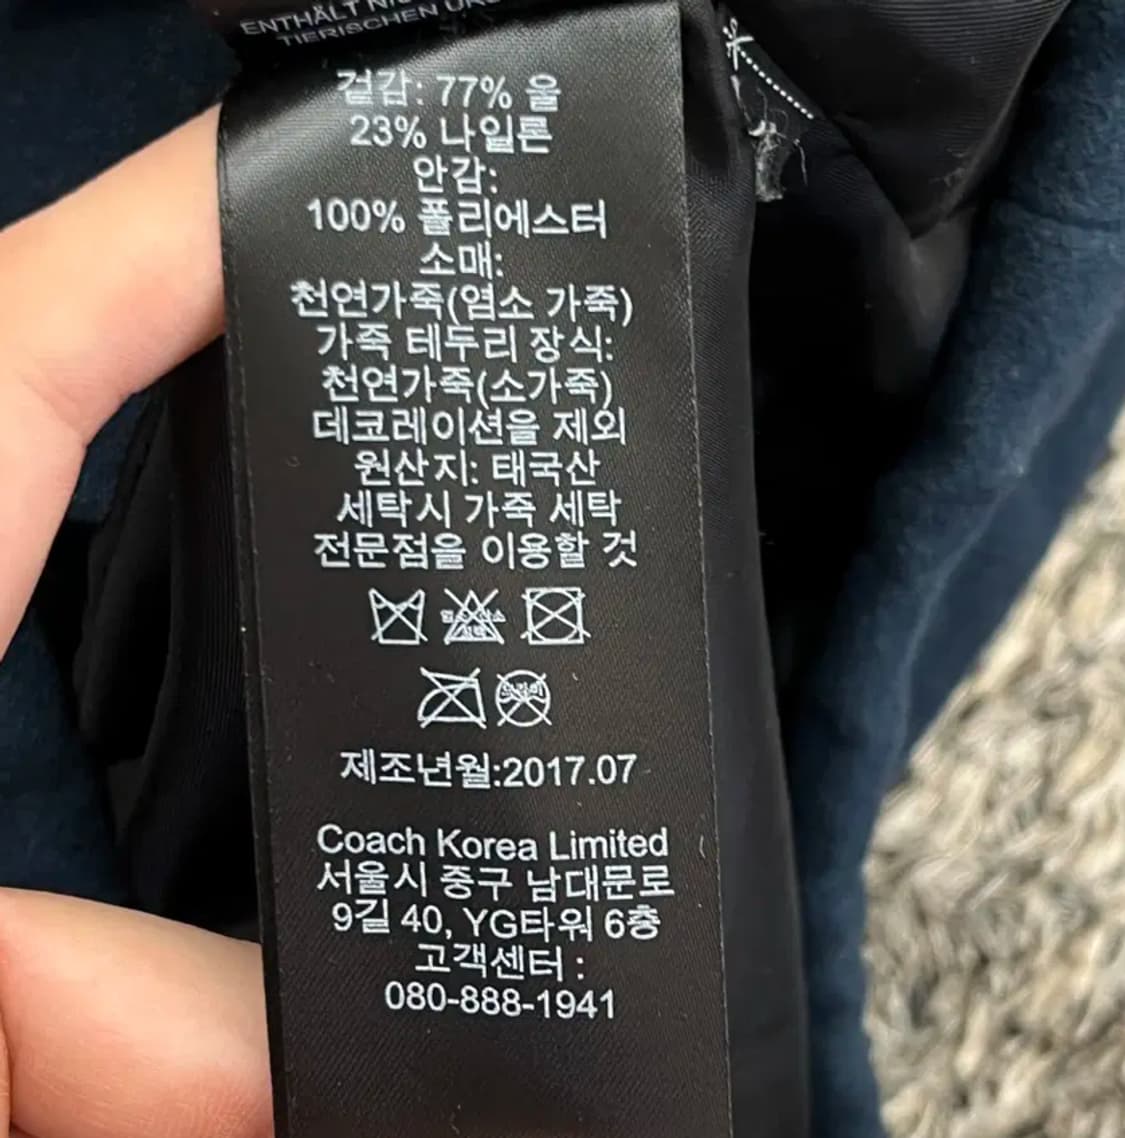 ENTHÄLT
TIERISCHEN
겉감: 77% 울
23% 나일론
안감:
100% 폴리에스터
소매:
천연가죽(염소 가죽)
가죽 테두리 장식:
천연가죽(소가죽)
데코레이션을 제외
원산지: 태국산
세탁시 가죽 세탁
전문점을 이용할 것
제조년월:2017.07
Coach Korea Limited
서울시 중구 남대문로
9길 40, YG타워 6층
고객센터 :
080-888-1941